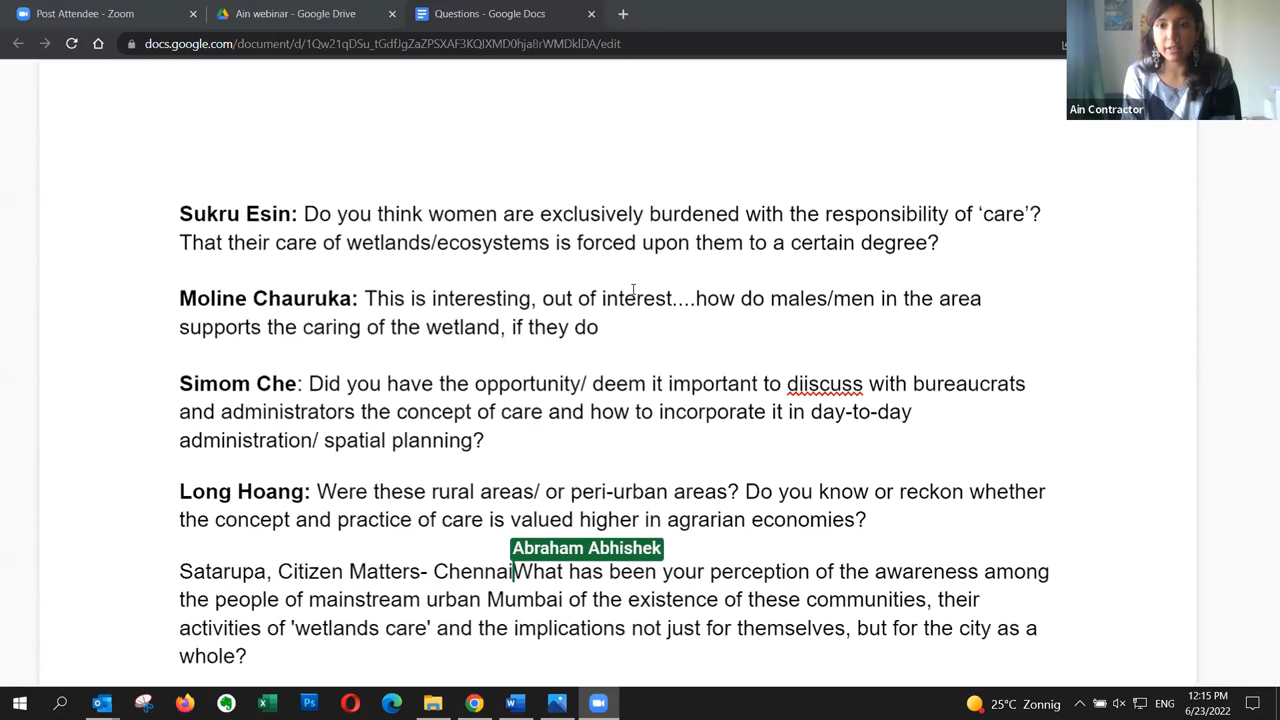 Post Attendee - Zoom
Ain webinar - Google Drive
Questions - Google Docs
docs.google.com/document/d/1Qw21qDSu_tGdfJgZaZPSXAF3KQIXMD0hja8rWMDklDA/edit
Ain Contractor
Sukru Esin: Do you think women are exclusively burdened with the responsibility of ‘care’?
That their care of wetlands/ecosystems is forced upon them to a certain degree?
Moline Chauruka: This is interesting, out of interest....how do males/men in the area
supports the caring of the wetland, if they do
Simom Che: Did you have the opportunity/ deem it important to diiscuss with bureaucrats
and administrators the concept of care and how to incorporate it in day-to-day
administration/ spatial planning?
Long Hoang: Were these rural areas/ or peri-urban areas? Do you know or reckon whether
the concept and practice of care is valued higher in agrarian economies?
Abraham Abhishek
Satarupa, Citizen Matters- ChennaiWhat has been your perception of the awareness among
the people of mainstream urban Mumbai of the existence of these communities, their
activities of 'wetlands care' and the implications not just for themselves, but for the city as a
whole?
25°C Zonnig
ENG
12:15 PM
6/23/2022